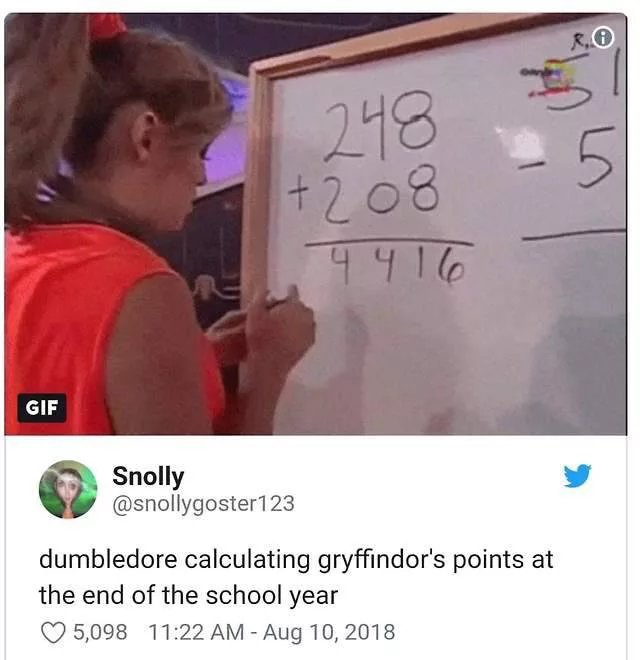 R.
248
+208
4416
51
- 5
GIF
Snolly
@snollygoster123
dumbledore calculating gryffindor's points at
the end of the school year
5,098 11:22 AM - Aug 10, 2018